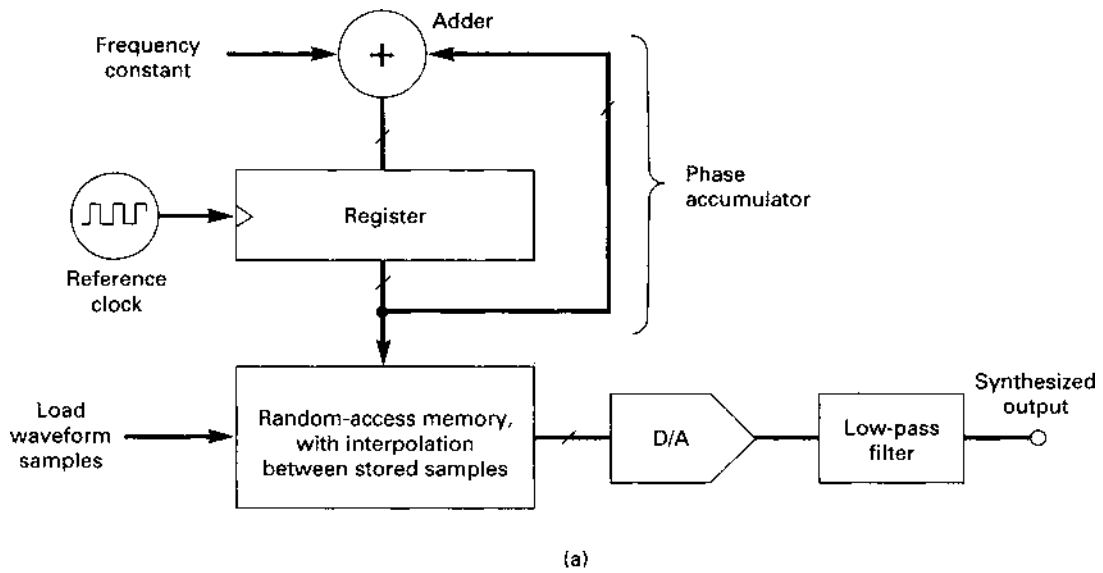 Adder
Frequency
constant
Phase
accumulator
Register
Reference
clock
Load
waveform
samples
Random-access memory,
with interpolation
between stored samples
D/A
Low-pass
filter
Synthesized
output
(a)